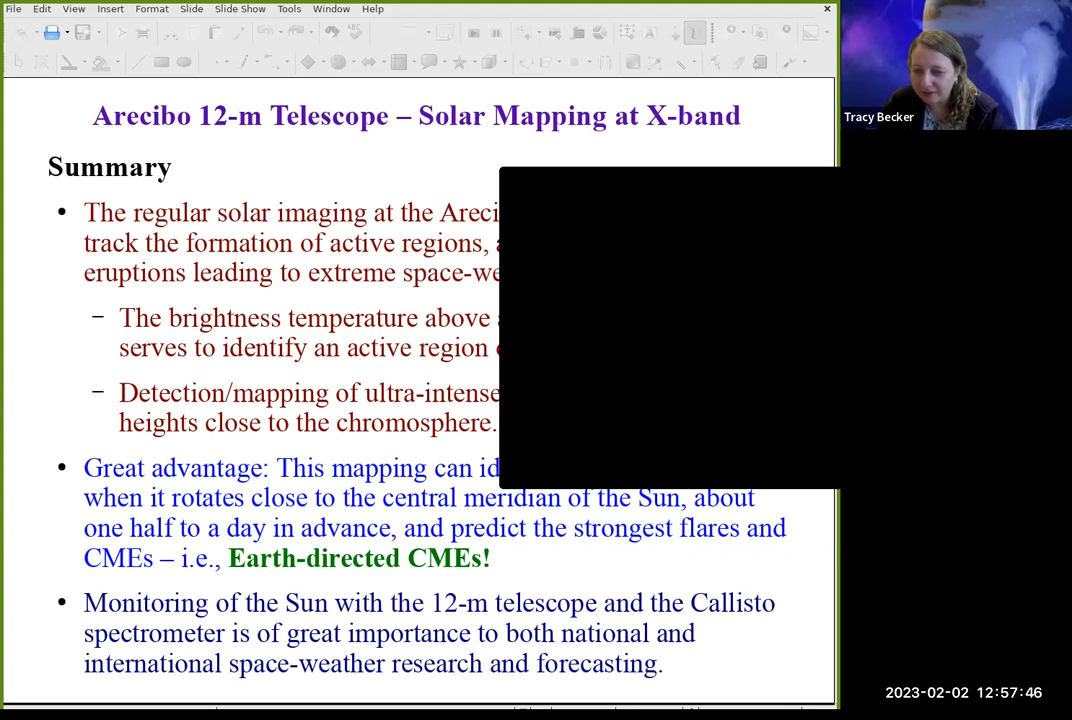 File Edit View Insert Format Slide Slide Show Tools Window Help
Arecibo 12-m Telescope – Solar Mapping at X-band
Summary
• The regular solar imaging at the Areci
track the formation of active regions,
eruptions leading to extreme space-we
– The brightness temperature above
serves to identify an active region
– Detection/mapping of ultra-intense
heights close to the chromosphere.
• Great advantage: This mapping can id
when it rotates close to the central meridian of the Sun, about
one half to a day in advance, and predict the strongest flares and
CMEs – i.e., Earth-directed CMEs!
• Monitoring of the Sun with the 12-m telescope and the Callisto
spectrometer is of great importance to both national and
international space-weather research and forecasting.
Tracy Becker
2023-02-02 12:57:46